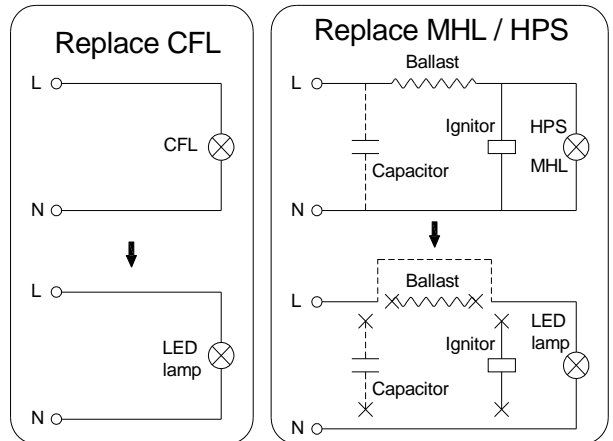 Replace CFL
L
CFL
N
L
LED
lamp
N
Replace MHL / HPS
Ballast
L
Ignitor
HPS
MHL
Capacitor
N
Ballast
L
LED
lamp
Ignitor
Capacitor
N